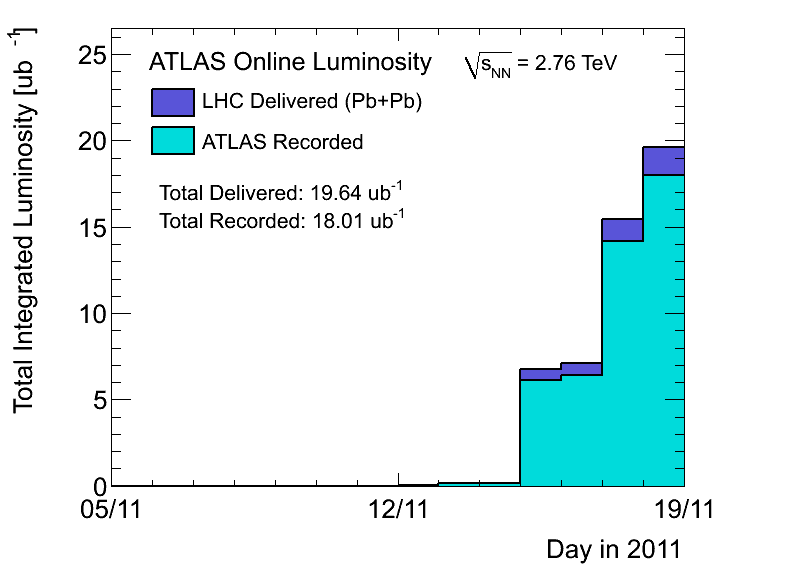 Total Integrated Luminosity [ub⁻¹]
25
20
15
10
5
0
ATLAS Online Luminosity √sNN = 2.76 TeV
LHC Delivered (Pb+Pb)
ATLAS Recorded
Total Delivered: 19.64 ub⁻¹
Total Recorded: 18.01 ub⁻¹
05/11 12/11 19/11
Day in 2011